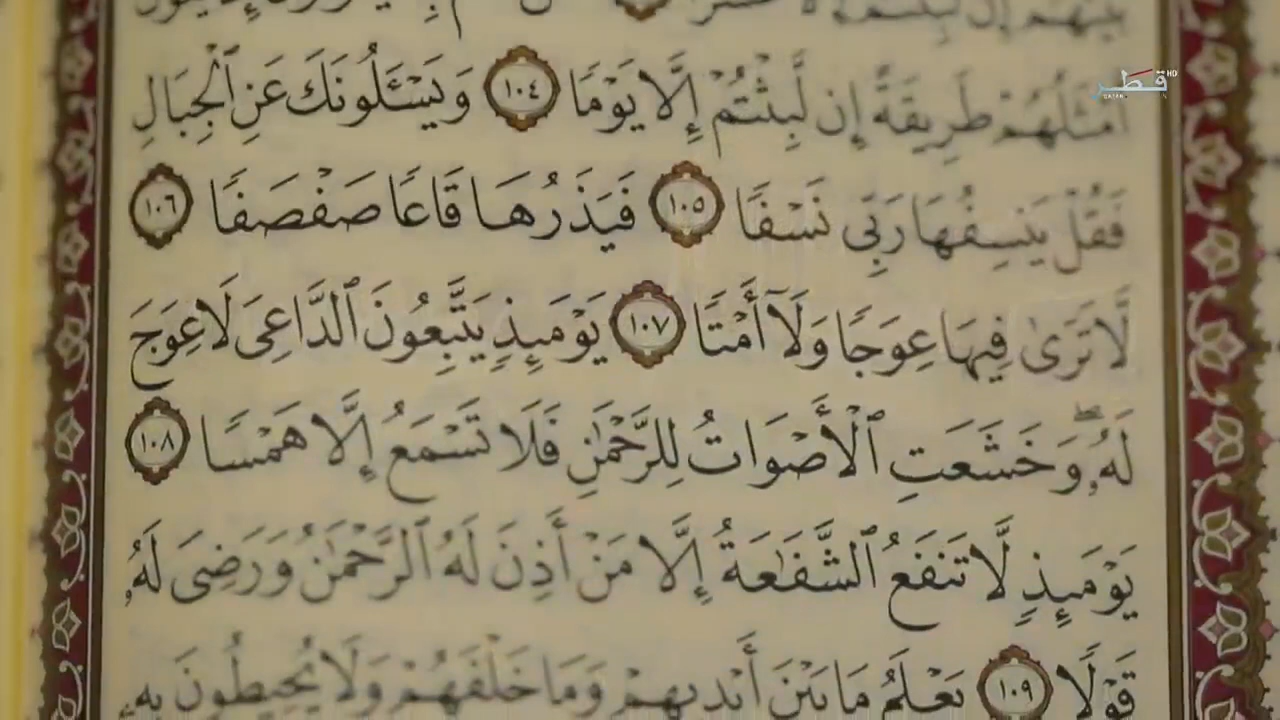 بَيْنَهُمْ إِن لَّبِثْتُمْ إِلَّا عَشْرًا
أَمْثَلُهُمْ طَرِيقَةً إِن لَّبِثْتُمْ إِلَّا يَوْمًا ١٠٤ وَيَسْـَٔلُونَكَ عَنِ ٱلْجِبَالِ
قطر HD
فَقُلْ يَنسِفُهَا رَبِّى نَسْفًا ١٠٥ فَيَذَرُهَا قَاعًا صَفْصَفًا ١٠٦
لَّا تَرَىٰ فِيهَا عِوَجًا وَلَآ أَمْتًا ١٠٧ يَوْمَئِذٍ يَتَّبِعُونَ ٱلدَّاعِىَ لَا عِوَجَ
لَهُۥ ۖ وَخَشَعَتِ ٱلْأَصْوَاتُ لِلرَّحْمَٰنِ فَلَا تَسْمَعُ إِلَّا هَمْسًا ١٠٨
يَوْمَئِذٍ لَّا تَنفَعُ ٱلشَّفَٰعَةُ إِلَّا مَنْ أَذِنَ لَهُ ٱلرَّحْمَٰنُ وَرَضِىَ لَهُۥ
قَوْلًا ١٠٩ يَعْلَمُ مَا بَيْنَ أَيْدِيهِمْ وَمَا خَلْفَهُمْ وَلَا يُحِيطُونَ بِهِۦ